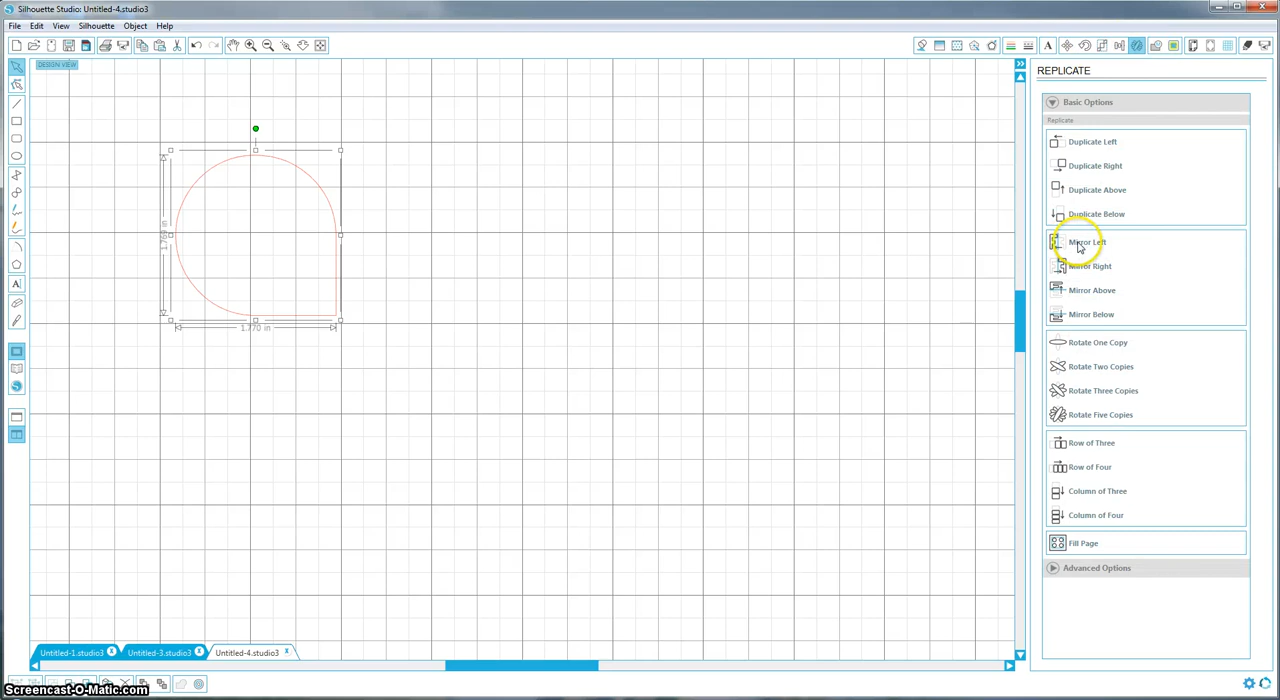 Silhouette Studio: Untitled-4.studio3
File Edit View Silhouette Object Help
DESIGN VIEW
REPLICATE
Basic Options
Replicate
Duplicate Left
Duplicate Right
Duplicate Above
Duplicate Below
Mirror Left
Mirror Right
Mirror Above
Mirror Below
Rotate One Copy
Rotate Two Copies
Rotate Three Copies
Rotate Five Copies
Row of Three
Row of Four
Column of Three
Column of Four
Fill Page
Advanced Options
1.769 in
1.770 in
Untitled-1.studio3 Untitled-3.studio3 Untitled-4.studio3
Screencast-O-Matic.com